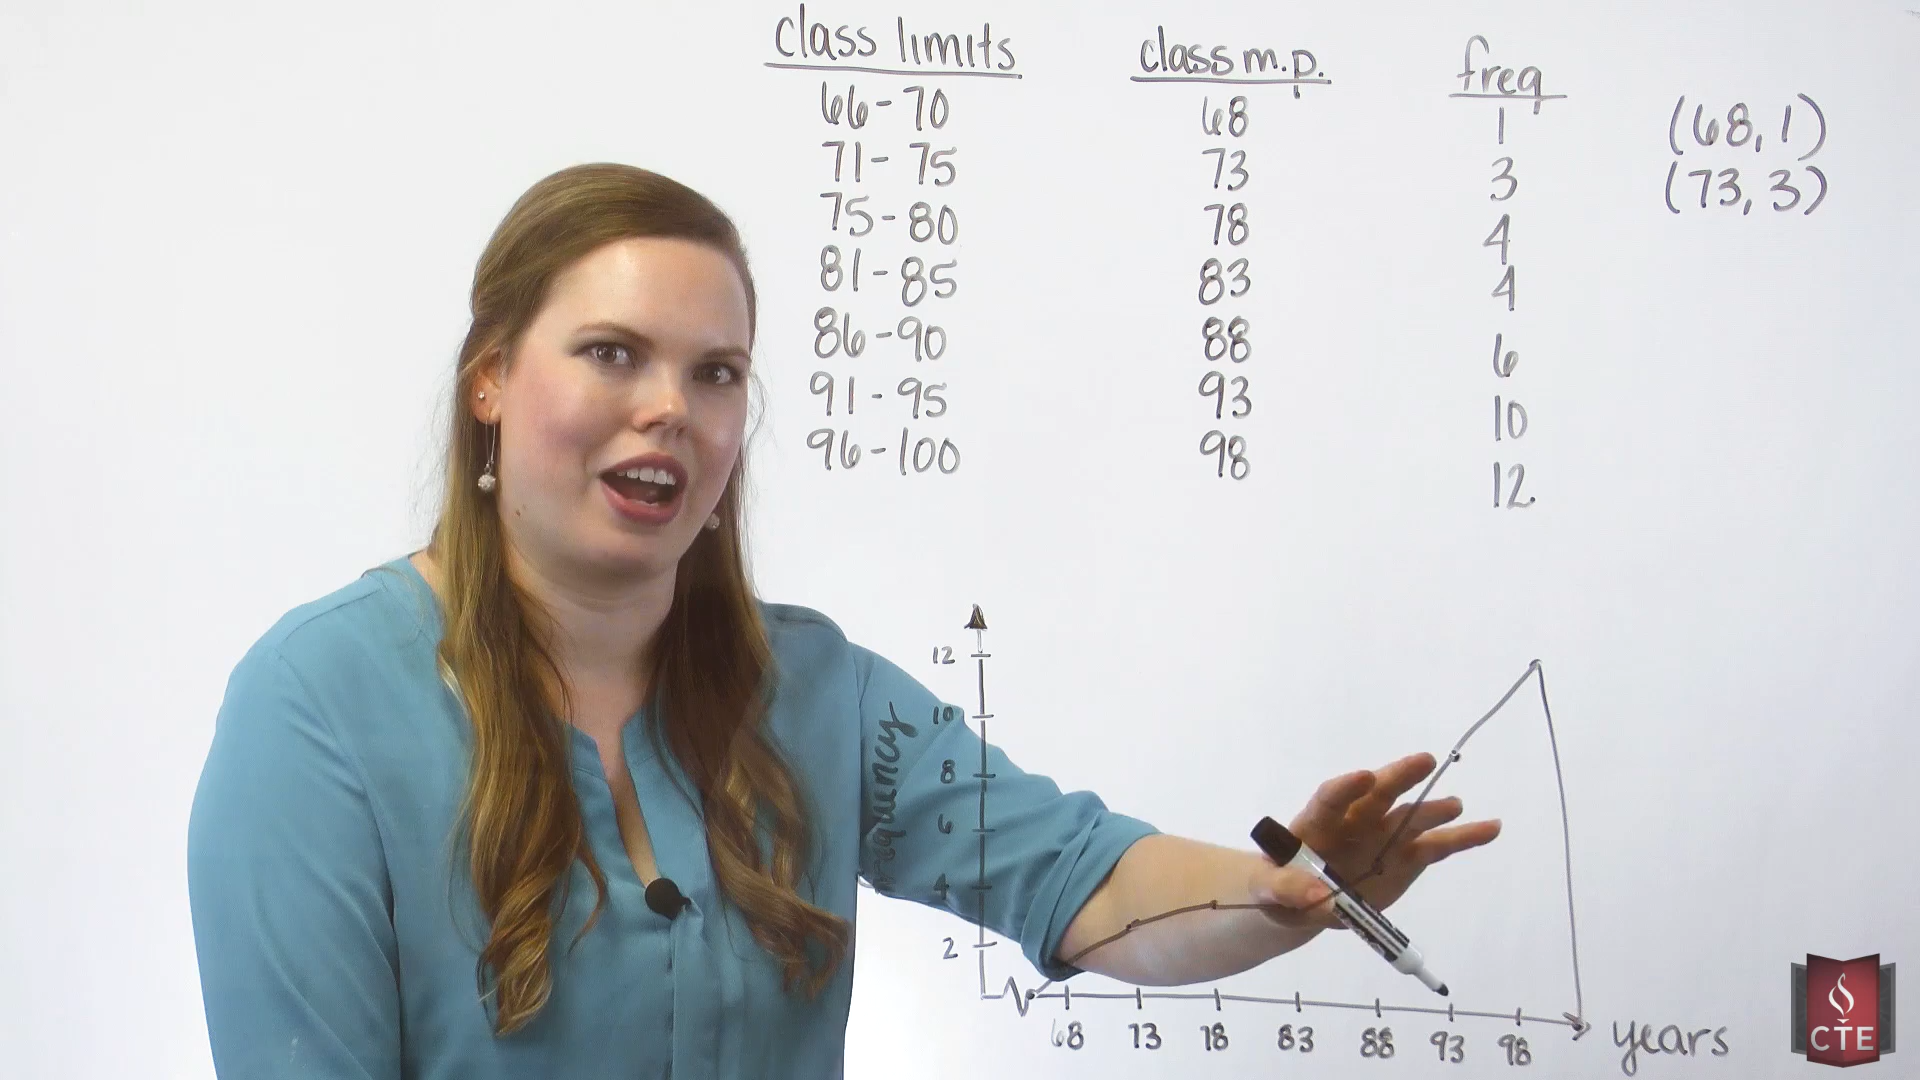 class limits class m.p. freq
66-70 68 1 (68, 1)
71-75 73 3 (73, 3)
75-80 78 4
81-85 83 4
86-90 88 6
91-95 93 10
96-100 98 12
12
10
8
6
4
2
frequency
68 73 78 83 88 93 98 years
CTE